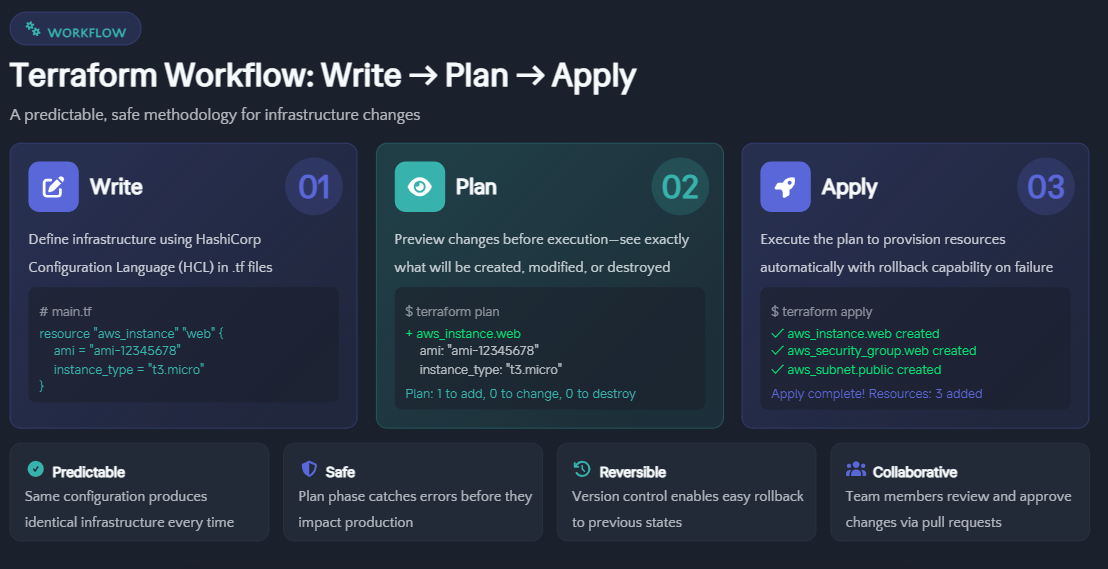 WORKFLOW
Terraform Workflow: Write → Plan → Apply
A predictable, safe methodology for infrastructure changes
Write
01
Define infrastructure using HashiCorp
Configuration Language (HCL) in .tf files
# main.tf
resource "aws_instance" "web" {
    ami = "ami-12345678"
    instance_type = "t3.micro"
}
Plan
02
Preview changes before execution—see exactly
what will be created, modified, or destroyed
$ terraform plan
+ aws_instance.web
    ami: "ami-12345678"
    instance_type: "t3.micro"
Plan: 1 to add, 0 to change, 0 to destroy
Apply
03
Execute the plan to provision resources
automatically with rollback capability on failure
$ terraform apply
✓ aws_instance.web created
✓ aws_security_group.web created
✓ aws_subnet.public created
Apply complete! Resources: 3 added
Predictable
Same configuration produces
identical infrastructure every time
Safe
Plan phase catches errors before they
impact production
Reversible
Version control enables easy rollback
to previous states
Collaborative
Team members review and approve
changes via pull requests